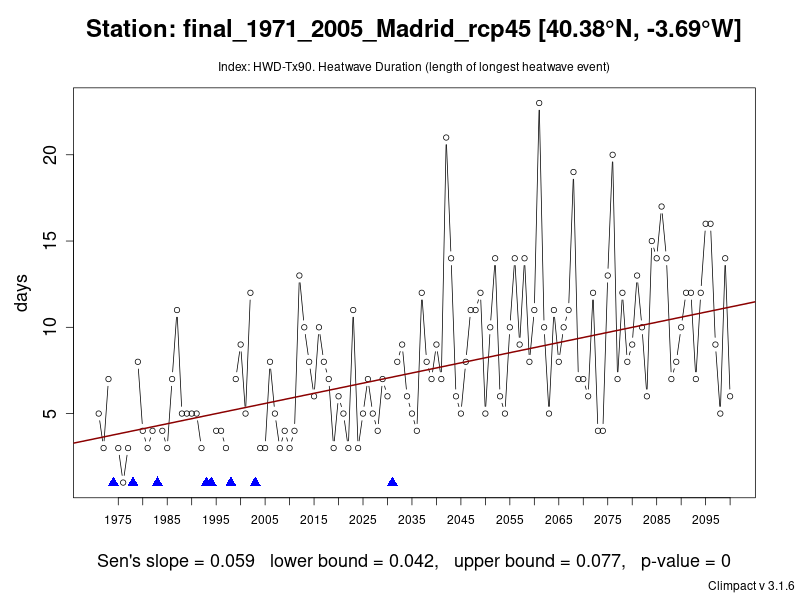 Station: final_1971_2005_Madrid_rcp45 [40.38°N, -3.69°W]
Index: HWD-Tx90. Heatwave Duration (length of longest heatwave event)
days
20
15
10
5
1975 1985 1995 2005 2015 2025 2035 2045 2055 2065 2075 2085 2095
Sen's slope = 0.059 lower bound = 0.042, upper bound = 0.077, p-value = 0
Climpact v 3.1.6